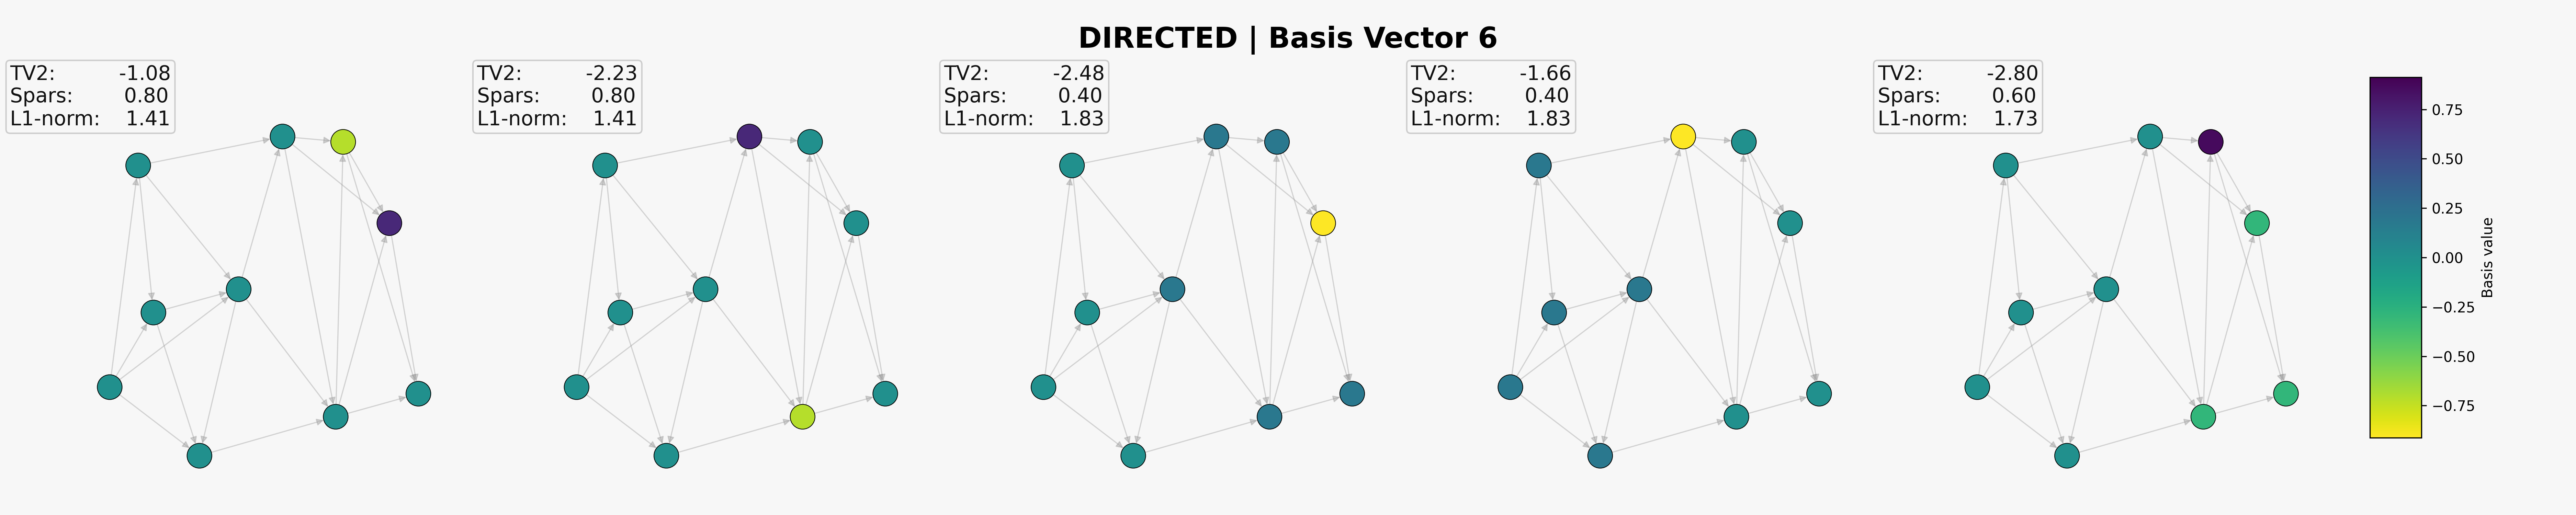 DIRECTED | Basis Vector 6
TV2: -1.08
Spars: 0.80
L1-norm: 1.41
TV2: -2.23
Spars: 0.80
L1-norm: 1.41
TV2: -2.48
Spars: 0.40
L1-norm: 1.83
TV2: -1.66
Spars: 0.40
L1-norm: 1.83
TV2: -2.80
Spars: 0.60
L1-norm: 1.73
0.75
0.50
0.25
0.00
−0.25
−0.50
−0.75
Basis value